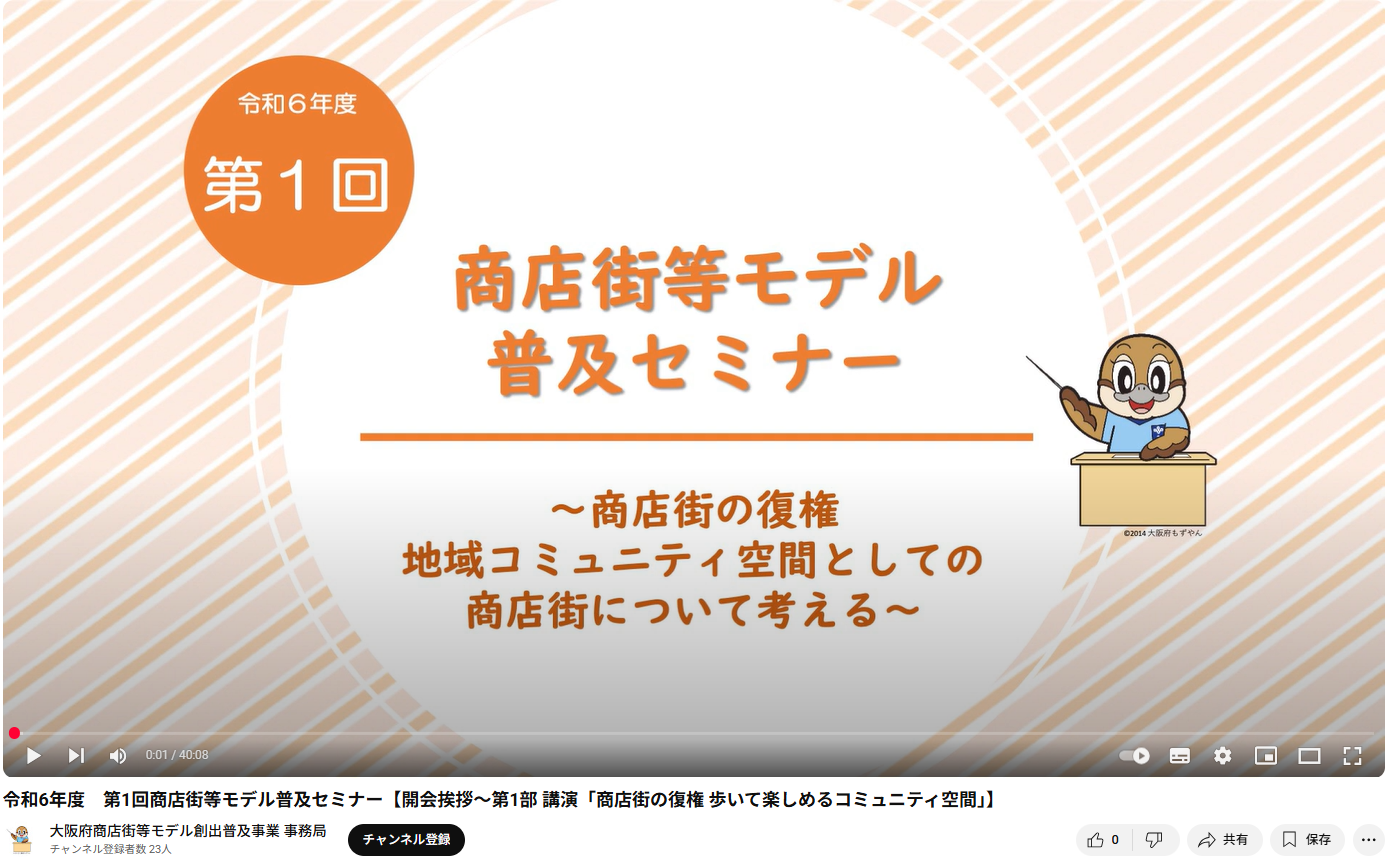 令和6年度
第1回
商店街等モデル
普及セミナー
～商店街の復権
地域コミュニティ空間としての
商店街について考える～
©2014 大阪府もずやん
0:01 / 40:08
令和6年度　第1回商店街等モデル普及セミナー【開会挨拶～第1部 講演「商店街の復権 歩いて楽しめるコミュニティ空間」】
大阪府商店街等モデル創出普及事業 事務局
チャンネル登録者数 23人
チャンネル登録
0
共有
保存